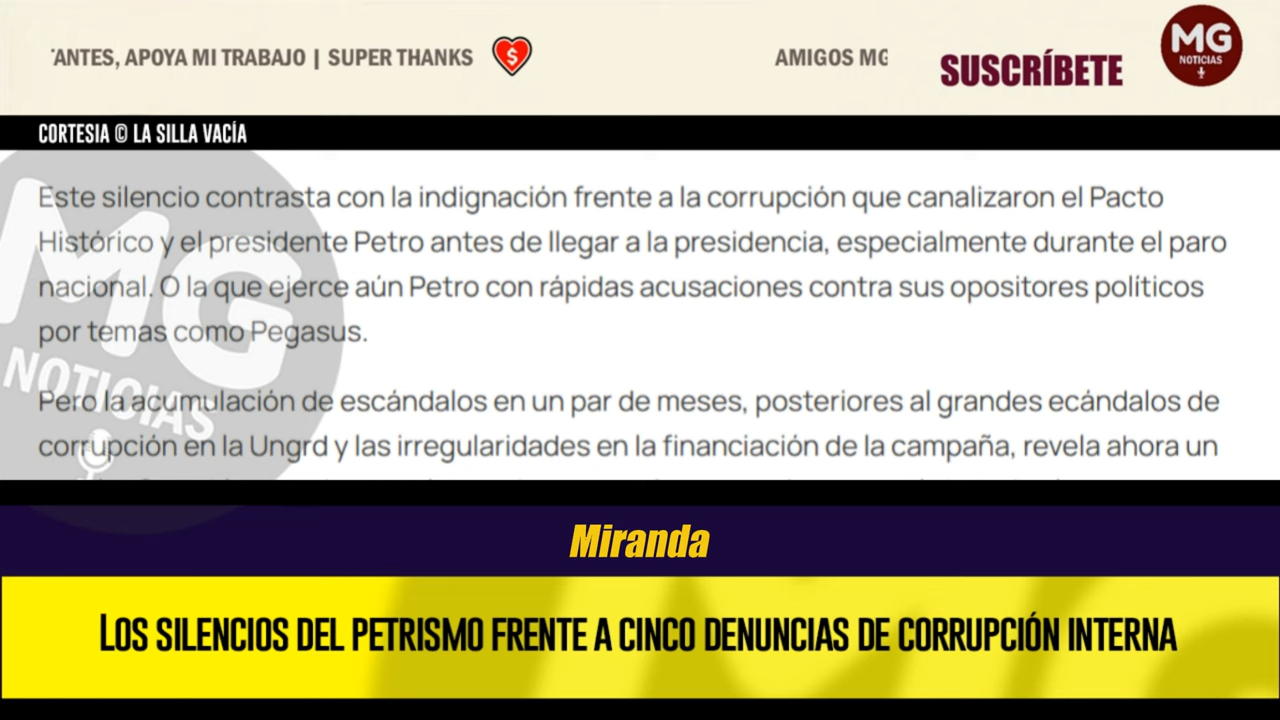 'ANTES, APOYA MI TRABAJO | SUPER THANKS
$
AMIGOS MG
SUSCRÍBETE
MG
NOTICIAS
CORTESIA © LA SILLA VACÍA
Este silencio contrasta con la indignación frente a la corrupción que canalizaron el Pacto
Histórico y el presidente Petro antes de llegar a la presidencia, especialmente durante el paro
nacional. O la que ejerce aún Petro con rápidas acusaciones contra sus opositores políticos
por temas como Pegasus.
Pero la acumulación de escándalos en un par de meses, posteriores al grandes ecándalos de
corrupción en la Ungrd y las irregularidades en la financiación de la campaña, revela ahora un
MG
NOTICIAS
Miranda
LOS SILENCIOS DEL PETRISMO FRENTE A CINCO DENUNCIAS DE CORRUPCIÓN INTERNA